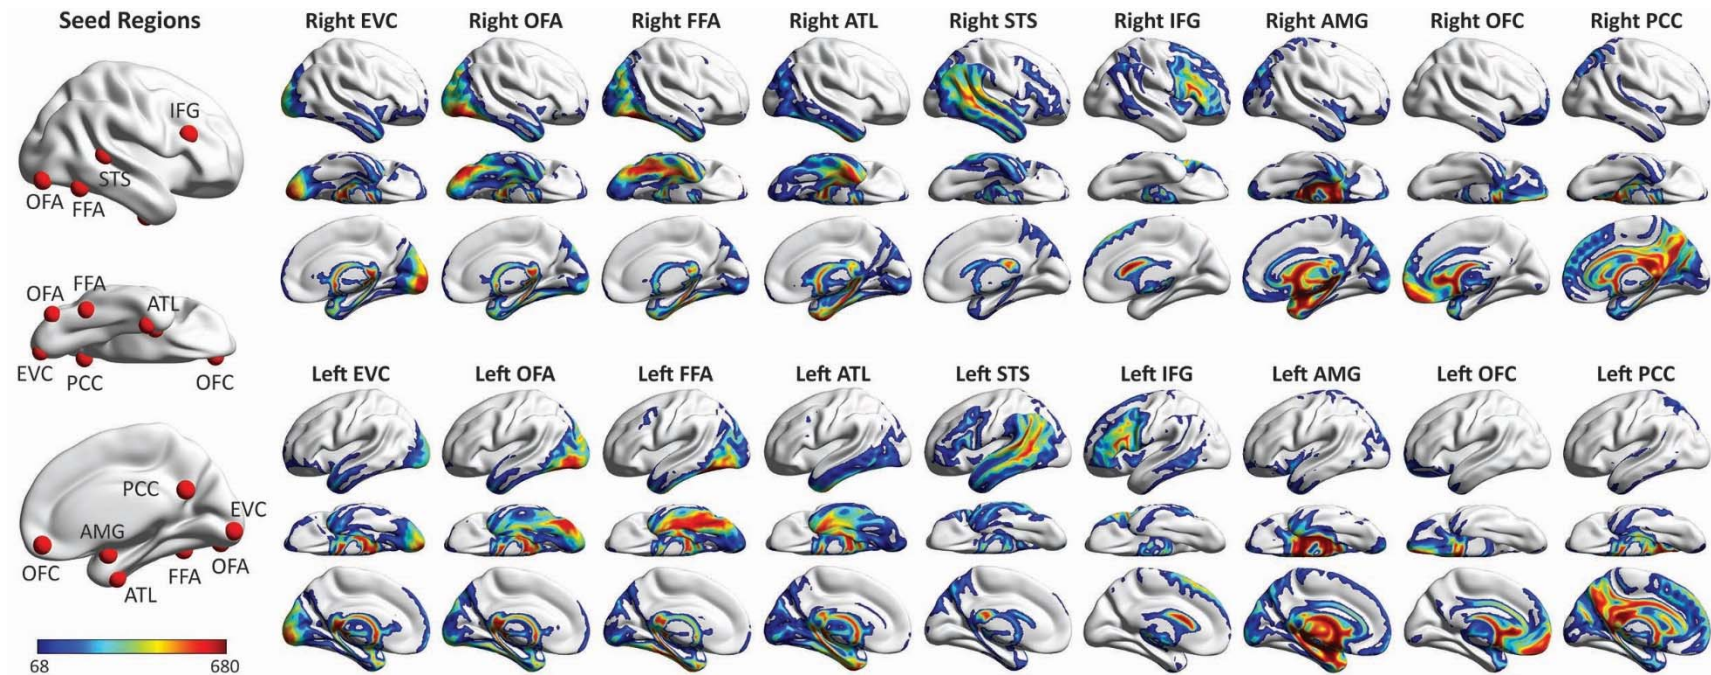 Seed Regions
IFG
STS
OFA
FFA
OFA
FFA
ATL
EVC
PCC
OFC
PCC
EVC
AMG
OFC
ATL
FFA
OFA
68
680
Right EVC Right OFA Right FFA Right ATL Right STS Right IFG Right AMG Right OFC Right PCC
Left EVC Left OFA Left FFA Left ATL Left STS Left IFG Left AMG Left OFC Left PCC